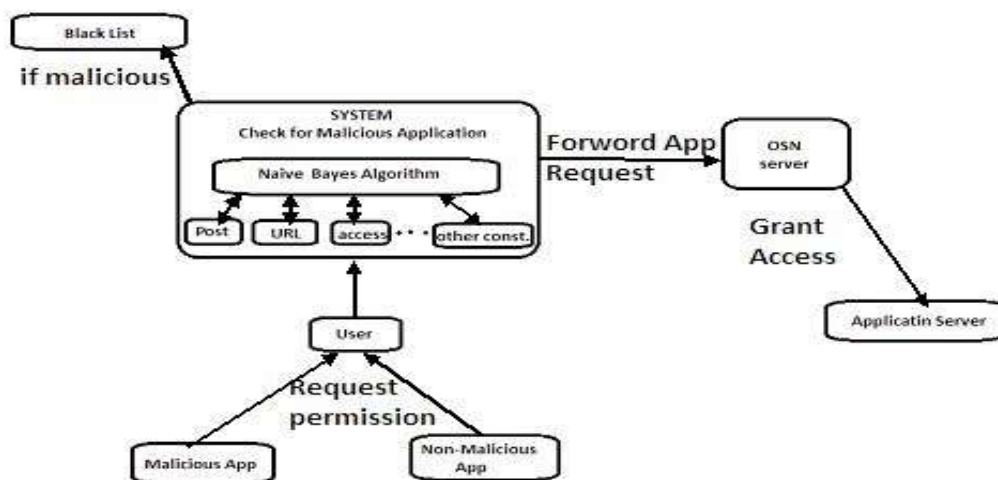 Black List
if malicious
SYSTEM
Check for Malicious Application
Naive Bayes Algorithm
Post
URL
access
...
other const.
Forword App
Request
OSN
server
Grant
Access
Applicatin Server
User
Request
permission
Malicious App
Non-Malicious
App